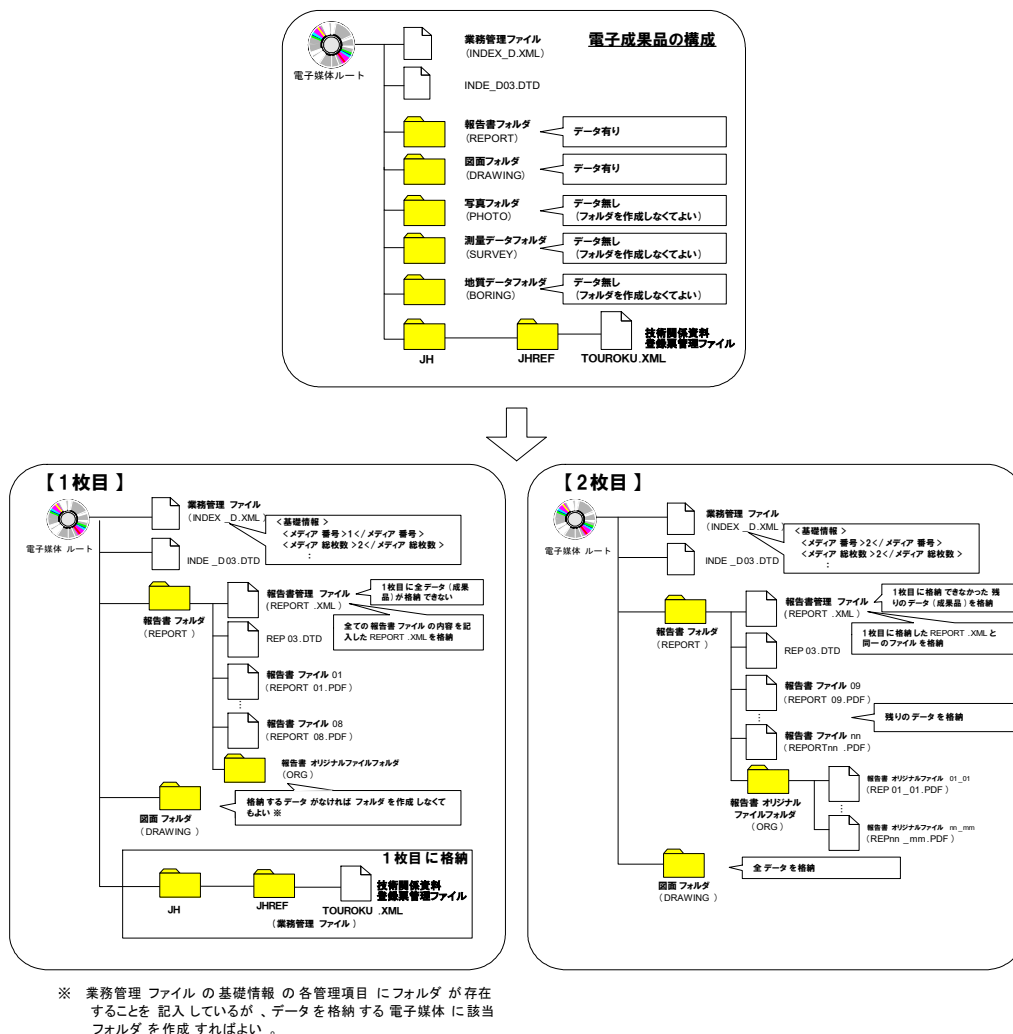 電子成果品の構成
電子媒体ルート
業務管理ファイル
(INDEX_D.XML)
INDE_D03.DTD
報告書フォルダ
(REPORT)
データ有り
図面フォルダ
(DRAWING)
データ有り
写真フォルダ
(PHOTO)
データ無し
(フォルダを作成しなくてよい)
測量データフォルダ
(SURVEY)
データ無し
(フォルダを作成しなくてよい)
地質データフォルダ
(BORING)
データ無し
(フォルダを作成しなくてよい)
JH
JHREF
TOUROKU.XML
技術関係資料
登録票管理ファイル
【1枚目】
電子媒体 ルート
業務管理 ファイル
(INDEX _D.XML)
<基礎情報 >
<メディア 番号 >1</メディア 番号>
<メディア 総枚数 >2</メディア 総枚数 >
:
INDE _D03.DTD
報告書 フォルダ
(REPORT )
報告書管理 ファイル
(REPORT .XML)
1枚目に全データ (成果
品)が格納 できない
全ての報告書 ファイル の内容 を記
入した REPORT .XMLを格納
REP 03.DTD
報告書 ファイル 01
(REPORT 01.PDF)
⋮
報告書 ファイル 08
(REPORT 08.PDF)
報告書 オリジナルファイルフォルダ
(ORG)
格納 するデータ がなければ フォルダ を作成 しなくて
もよい ※
図面 フォルダ
(DRAWING )
1枚目に格納
JH
JHREF
TOUROKU .XML
(業務管理 ファイル )
技術関係資料
登録票管理ファイル
【2枚目】
電子媒体 ルート
業務管理 ファイル
(INDEX _D.XML)
<基礎情報 >
<メディア 番号 >2</メディア 番号>
<メディア 総枚数 >2</メディア 総枚数 >
:
INDE _D03.DTD
報告書 フォルダ
(REPORT )
報告書管理 ファイル
(REPORT .XML)
1枚目に格納 できなかった 残
りのデータ (成果品 )を格納
1枚目に格納したREPORT .XMLと
同一のファイル を格納
REP 03.DTD
報告書 ファイル 09
(REPORT 09.PDF)
⋮
残りのデータ を格納
報告書 ファイル nn
(REPORTnn .PDF)
報告書 オリジナル
ファイルフォルダ
(ORG)
報告書 オリジナルファイル 01_01
(REP 01_01.PDF)
⋮
報告書 オリジナルファイル nn _mm
(REPnn _mm.PDF)
図面 フォルダ
(DRAWING )
全データ を格納
※ 業務管理 ファイル の基礎情報 の各管理項目 にフォルダ が存在
することを 記入 しているが 、データ を格納 する 電子媒体 に該当
フォルダ を作成 すればよい 。